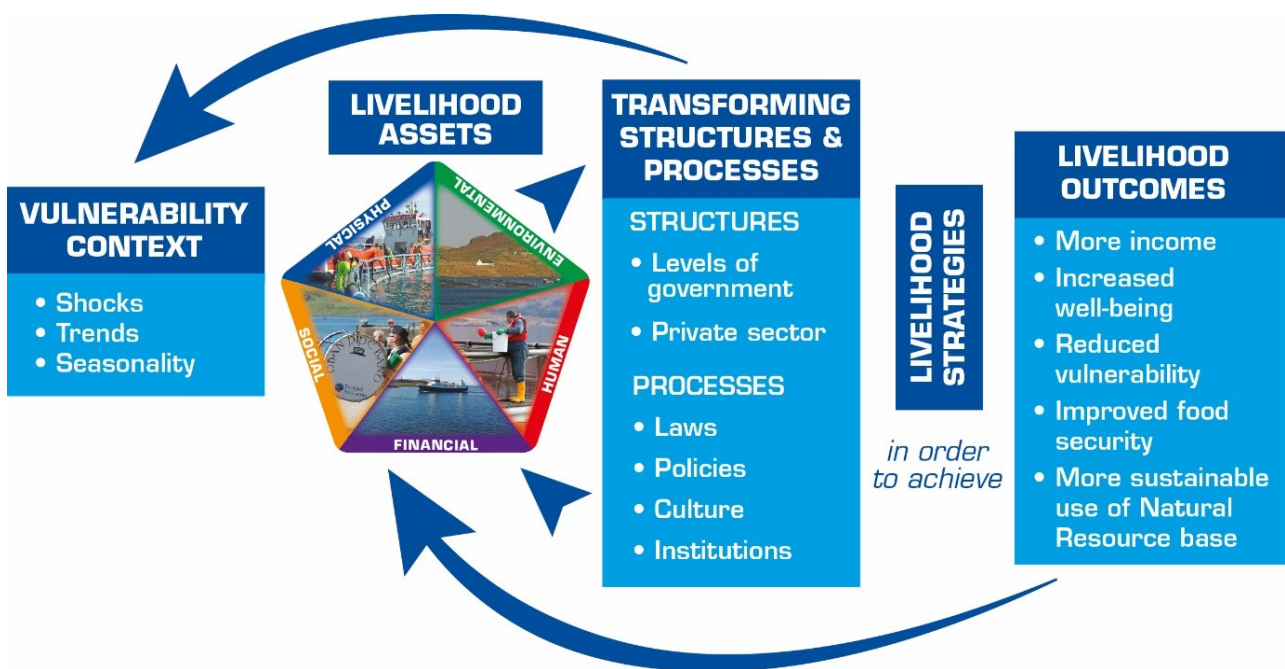 VULNERABILITY
CONTEXT
• Shocks
• Trends
• Seasonality
LIVELIHOOD
ASSETS
PHYSICAL
ENVIRONMENTAL
SOCIAL
HUMAN
FINANCIAL
TRANSFORMING
STRUCTURES &
PROCESSES
STRUCTURES
• Levels of
government
• Private sector
PROCESSES
• Laws
• Policies
• Culture
• Institutions
LIVELIHOOD
STRATEGIES
in order
to achieve
LIVELIHOOD
OUTCOMES
• More income
• Increased
well-being
• Reduced
vulnerability
• Improved food
security
• More sustainable
use of Natural
Resource base